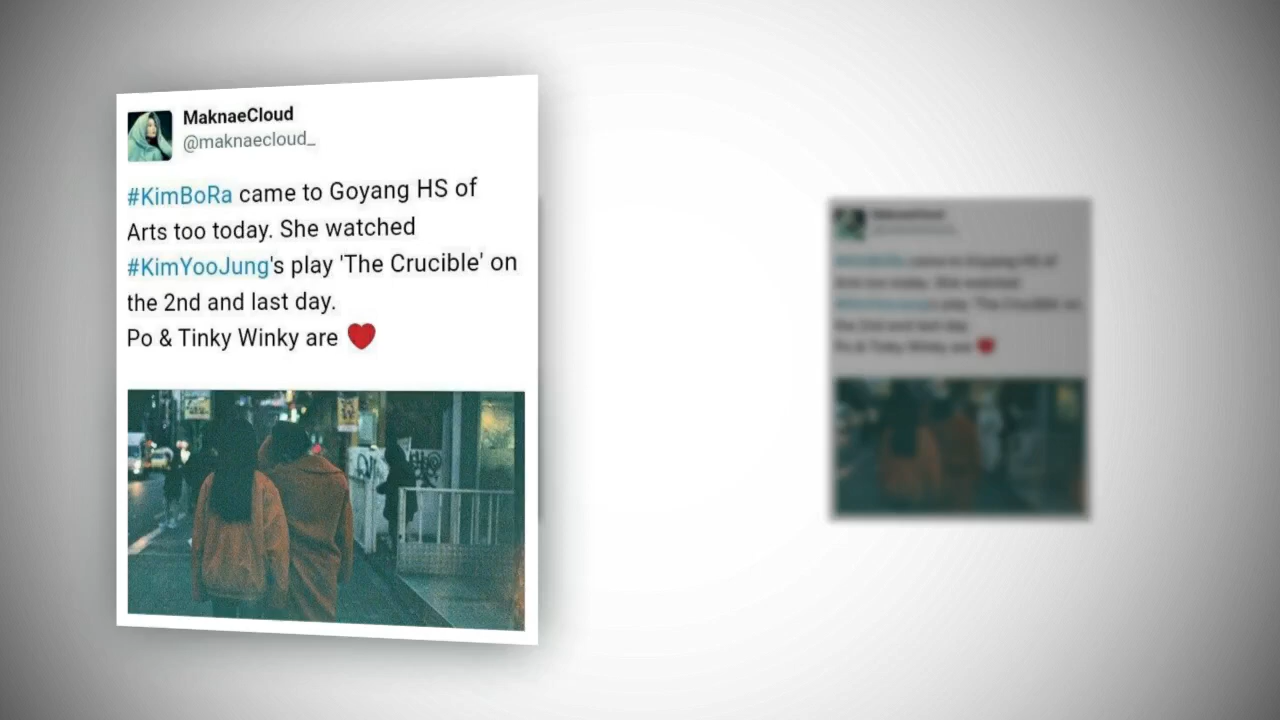 MaknaeCloud
@maknaecloud_
#KimBoRa came to Goyang HS of
Arts too today. She watched
#KimYooJung's play 'The Crucible' on
the 2nd and last day.
Po & Tinky Winky are ❤